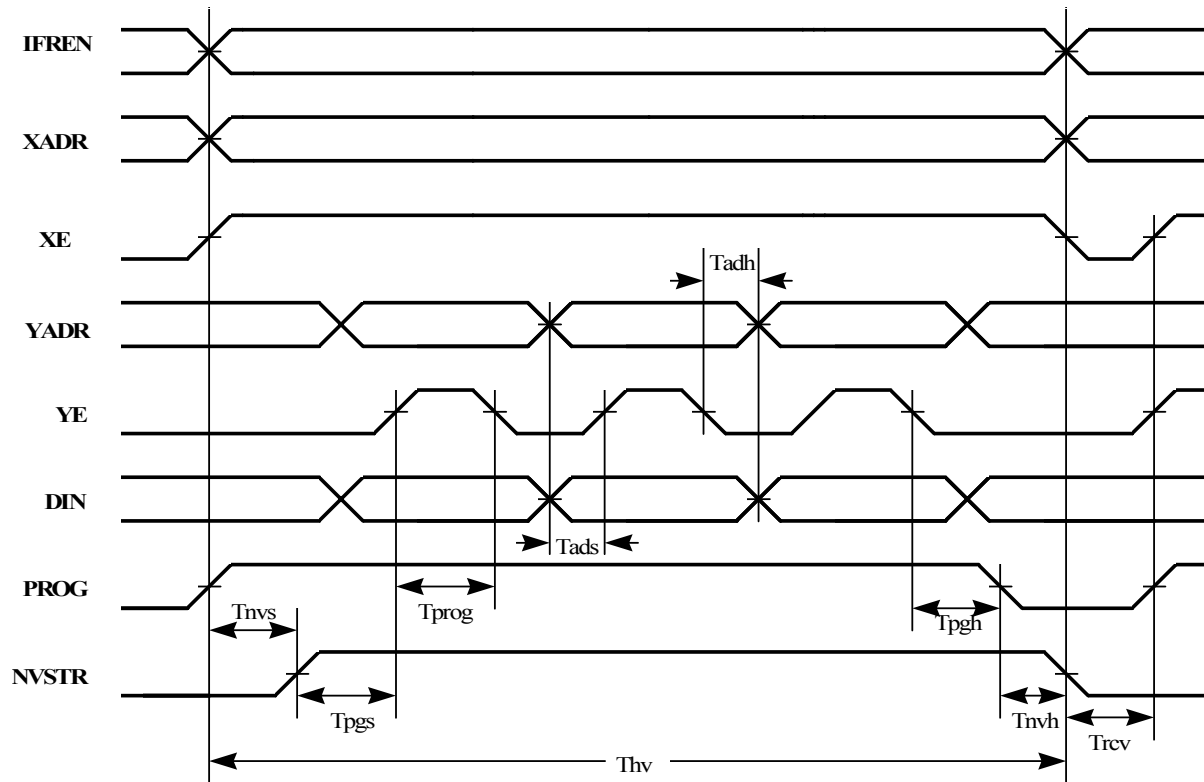 IFREN
XADR
XE
Tadh
YADR
YE
DIN
Tads
PROG
Tnvs
Tprog
Tpgh
NVSTR
Tpgs
Tnvh
Trcv
Thv